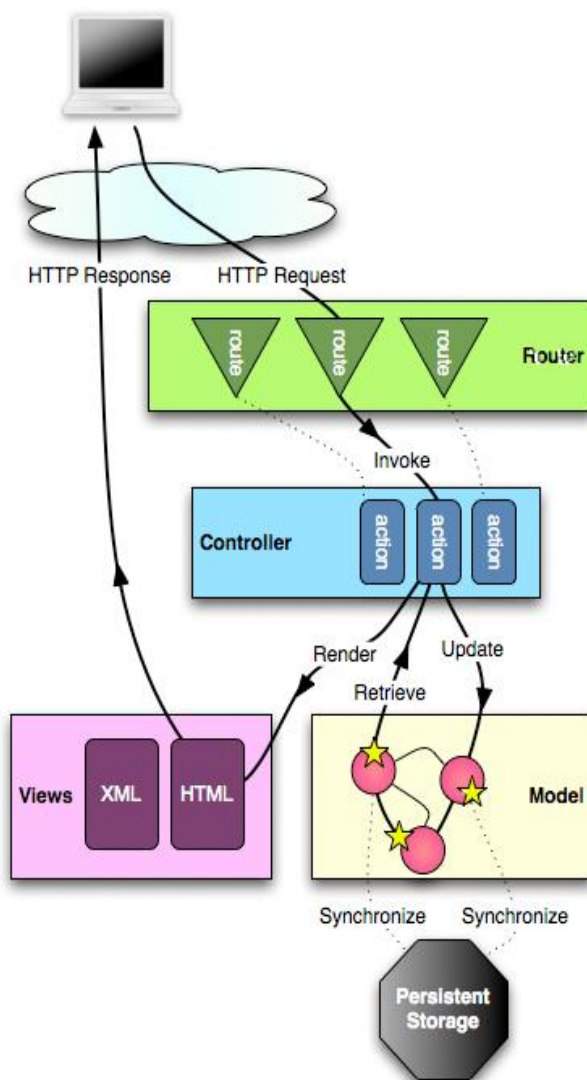 HTTP Response
HTTP Request
route
route
route
Router
Invoke
Controller
action
action
action
Render
Update
Retrieve
Views
XML
HTML
Model
Synchronize
Synchronize
Persistent
Storage